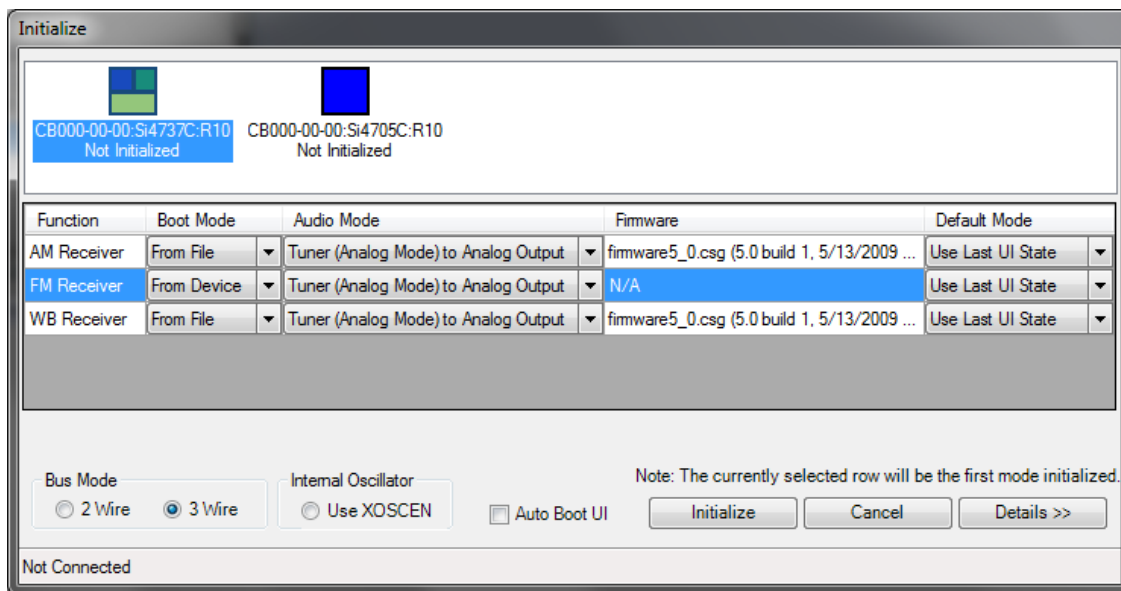 Initialize
CB000-00-00:Si4737C:R10 CB000-00-00:Si4705C:R10
Not Initialized Not Initialized
Function Boot Mode Audio Mode Firmware Default Mode
AM Receiver From File Tuner (Analog Mode) to Analog Output firmware5_0.csg (5.0 build 1, 5/13/2009 ... Use Last UI State
FM Receiver From Device Tuner (Analog Mode) to Analog Output N/A Use Last UI State
WB Receiver From File Tuner (Analog Mode) to Analog Output firmware5_0.csg (5.0 build 1, 5/13/2009 ... Use Last UI State
Note: The currently selected row will be the first mode initialized.
Bus Mode Internal Oscillator
2 Wire 3 Wire Use XOSCEN Auto Boot UI Initialize Cancel Details >>
Not Connected